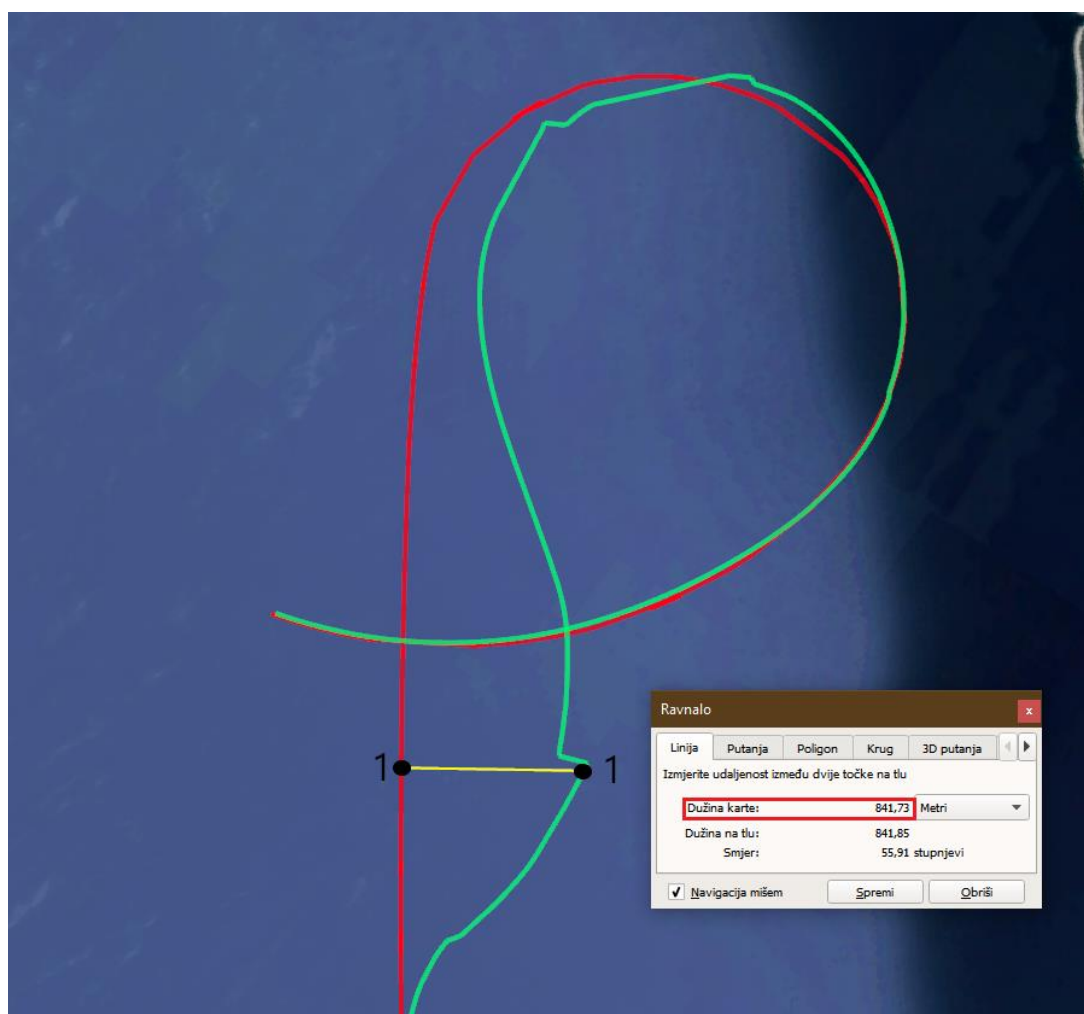 1
1
Ravnalo x
Linija Putanja Poligon Krug 3D putanja
Izmjerite udaljenost između dvije točke na tlu
Dužina karte: 841,73 Metri
Dužina na tlu: 841,85
Smjer: 55,91 stupnjevi
Navigacija mišem Spremi Obriši